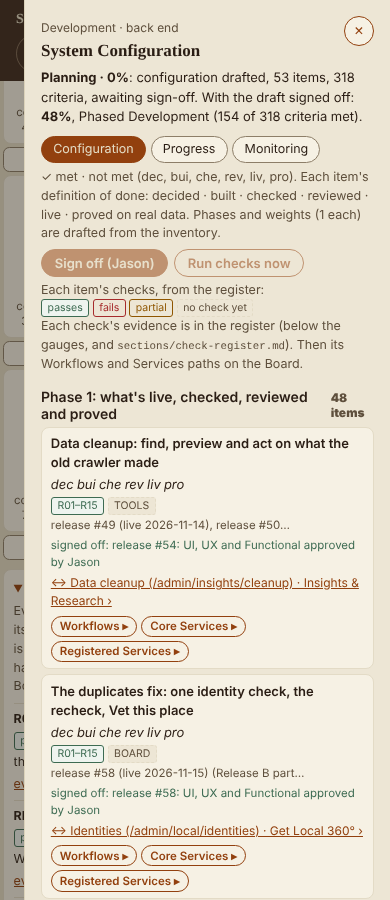 Development · back end
×
System Configuration
Planning · 0%: configuration drafted, 53 items, 318
criteria, awaiting sign-off. With the draft signed off:
48%, Phased Development (154 of 318 criteria met).
Configuration
Progress
Monitoring
✓ met · not met (dec, bui, che, rev, liv, pro). Each item's
definition of done: decided · built · checked · reviewed ·
live · proved on real data. Phases and weights (1 each)
are drafted from the inventory.
Sign off (Jason)
Run checks now
Each item's checks, from the register:
passes
fails
partial
no check yet
Each check's evidence is in the register (below the
gauges, and sections/check-register.md). Then its
Workflows and Services paths on the Board.
Phase 1: what's live, checked, reviewed
and proved
48
items
Data cleanup: find, preview and act on what the
old crawler made
dec bui che rev liv pro
R01–R15
TOOLS
release #49 (live 2026-11-14), release #50…
signed off: release #54: UI, UX and Functional approved
by Jason
↔ Data cleanup (/admin/insights/cleanup) · Insights &
Research ›
Workflows ▸
Core Services ▸
Registered Services ▸
The duplicates fix: one identity check, the
recheck, Vet this place
dec bui che rev liv pro
R01–R15
BOARD
release #58 (live 2026-11-15) (Release B part…
signed off: release #58: UI, UX and Functional approved
by Jason
↔ Identities (/admin/local/identities) · Get Local 360° ›
Workflows ▸
Core Services ▸
Registered Services ▸